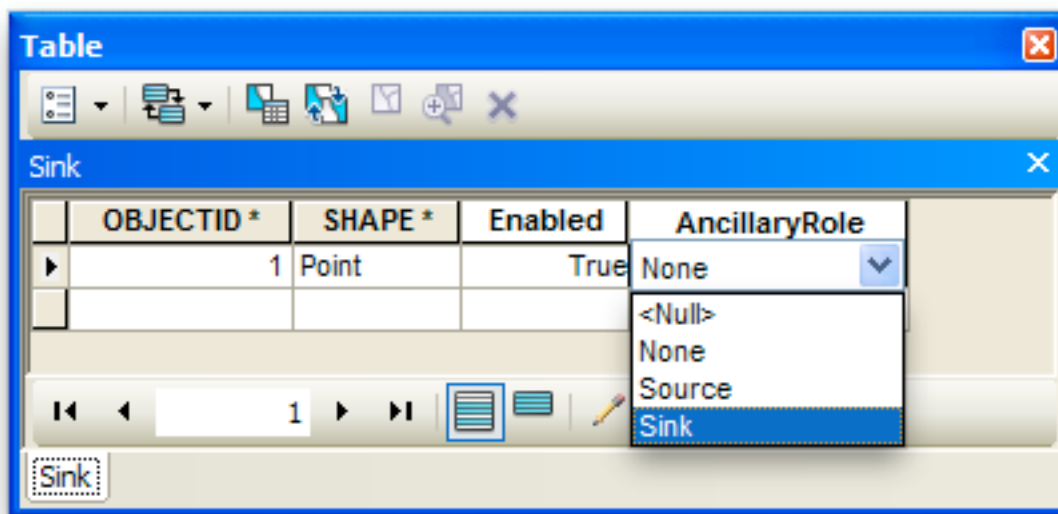 Table
Sink
OBJECTID * SHAPE * Enabled AncillaryRole
1 Point True None
<Null>
None
Source
Sink
1
Sink